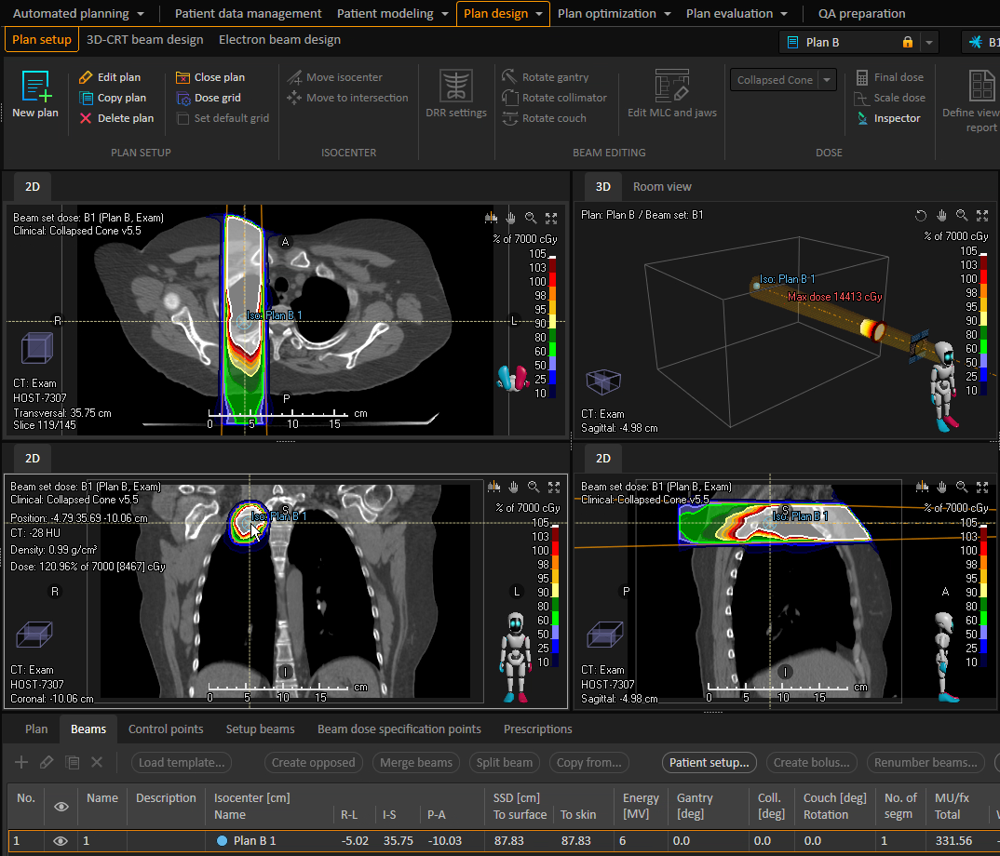 Automated planning Patient data management Patient modeling Plan design Plan optimization Plan evaluation QA preparation
Plan setup 3D-CRT beam design Electron beam design Plan B B1
New plan
Edit plan
Copy plan
Delete plan
Close plan
Dose grid
Set default grid
PLAN SETUP
Move isocenter
Move to intersection
ISOCENTER
DRR settings
Rotate gantry
Rotate collimator
Rotate couch
Edit MLC and jaws
BEAM EDITING
Collapsed Cone
Final dose
Scale dose
Inspector
DOSE
Define view
report
2D
Beam set dose: B1 (Plan B, Exam)
Clinical: Collapsed Cone v5.5
% of 7000 cGy
105
103
100
98
95
90
80
60
50
25
10
A
R
L
P
Iso: Plan B 1
CT: Exam
HOST-7307
Transversal: 35.75 cm
Slice 119/145
0 5 10 15 cm
3D Room view
Plan: Plan B / Beam set: B1
% of 7000 cGy
105
103
100
98
95
90
80
60
50
25
10
Iso: Plan B 1
Max dose 14413 cGy
CT: Exam
Sagittal: -4.98 cm
2D
Beam set dose: B1 (Plan B, Exam)
Clinical: Collapsed Cone v5.5
Position: -4.79 35.69 -10.06 cm
CT: -28 HU
Density: 0.99 g/cm³
Dose: 120.96% of 7000 [8467] cGy
% of 7000 cGy
105
103
100
98
95
90
80
60
50
25
10
S
Iso: Plan B 1
R
L
I
CT: Exam
HOST-7307
Coronal: -10.06 cm
0 5 10 15 cm
2D
Beam set dose: B1 (Plan B, Exam)
Clinical: Collapsed Cone v5.5
% of 7000 cGy
105
103
100
98
95
90
80
60
50
25
10
S
Iso: Plan B 1
P
A
I
CT: Exam
HOST-7307
Sagittal: -4.98 cm
0 5 10 15 cm
Plan Beams Control points Setup beams Beam dose specification points Prescriptions
Load template... Create opposed Merge beams Split beam Copy from... Patient setup... Create bolus... Renumber beams...
No. Name Description Isocenter [cm] SSD [cm] Energy Gantry Coll. Couch [deg] No. of MU/fx
Name R-L I-S P-A To surface To skin [MV] [deg] [deg] Rotation segm Total
1 1 Plan B 1 -5.02 35.75 -10.03 87.83 87.83 6 0.0 0.0 0.0 1 331.56